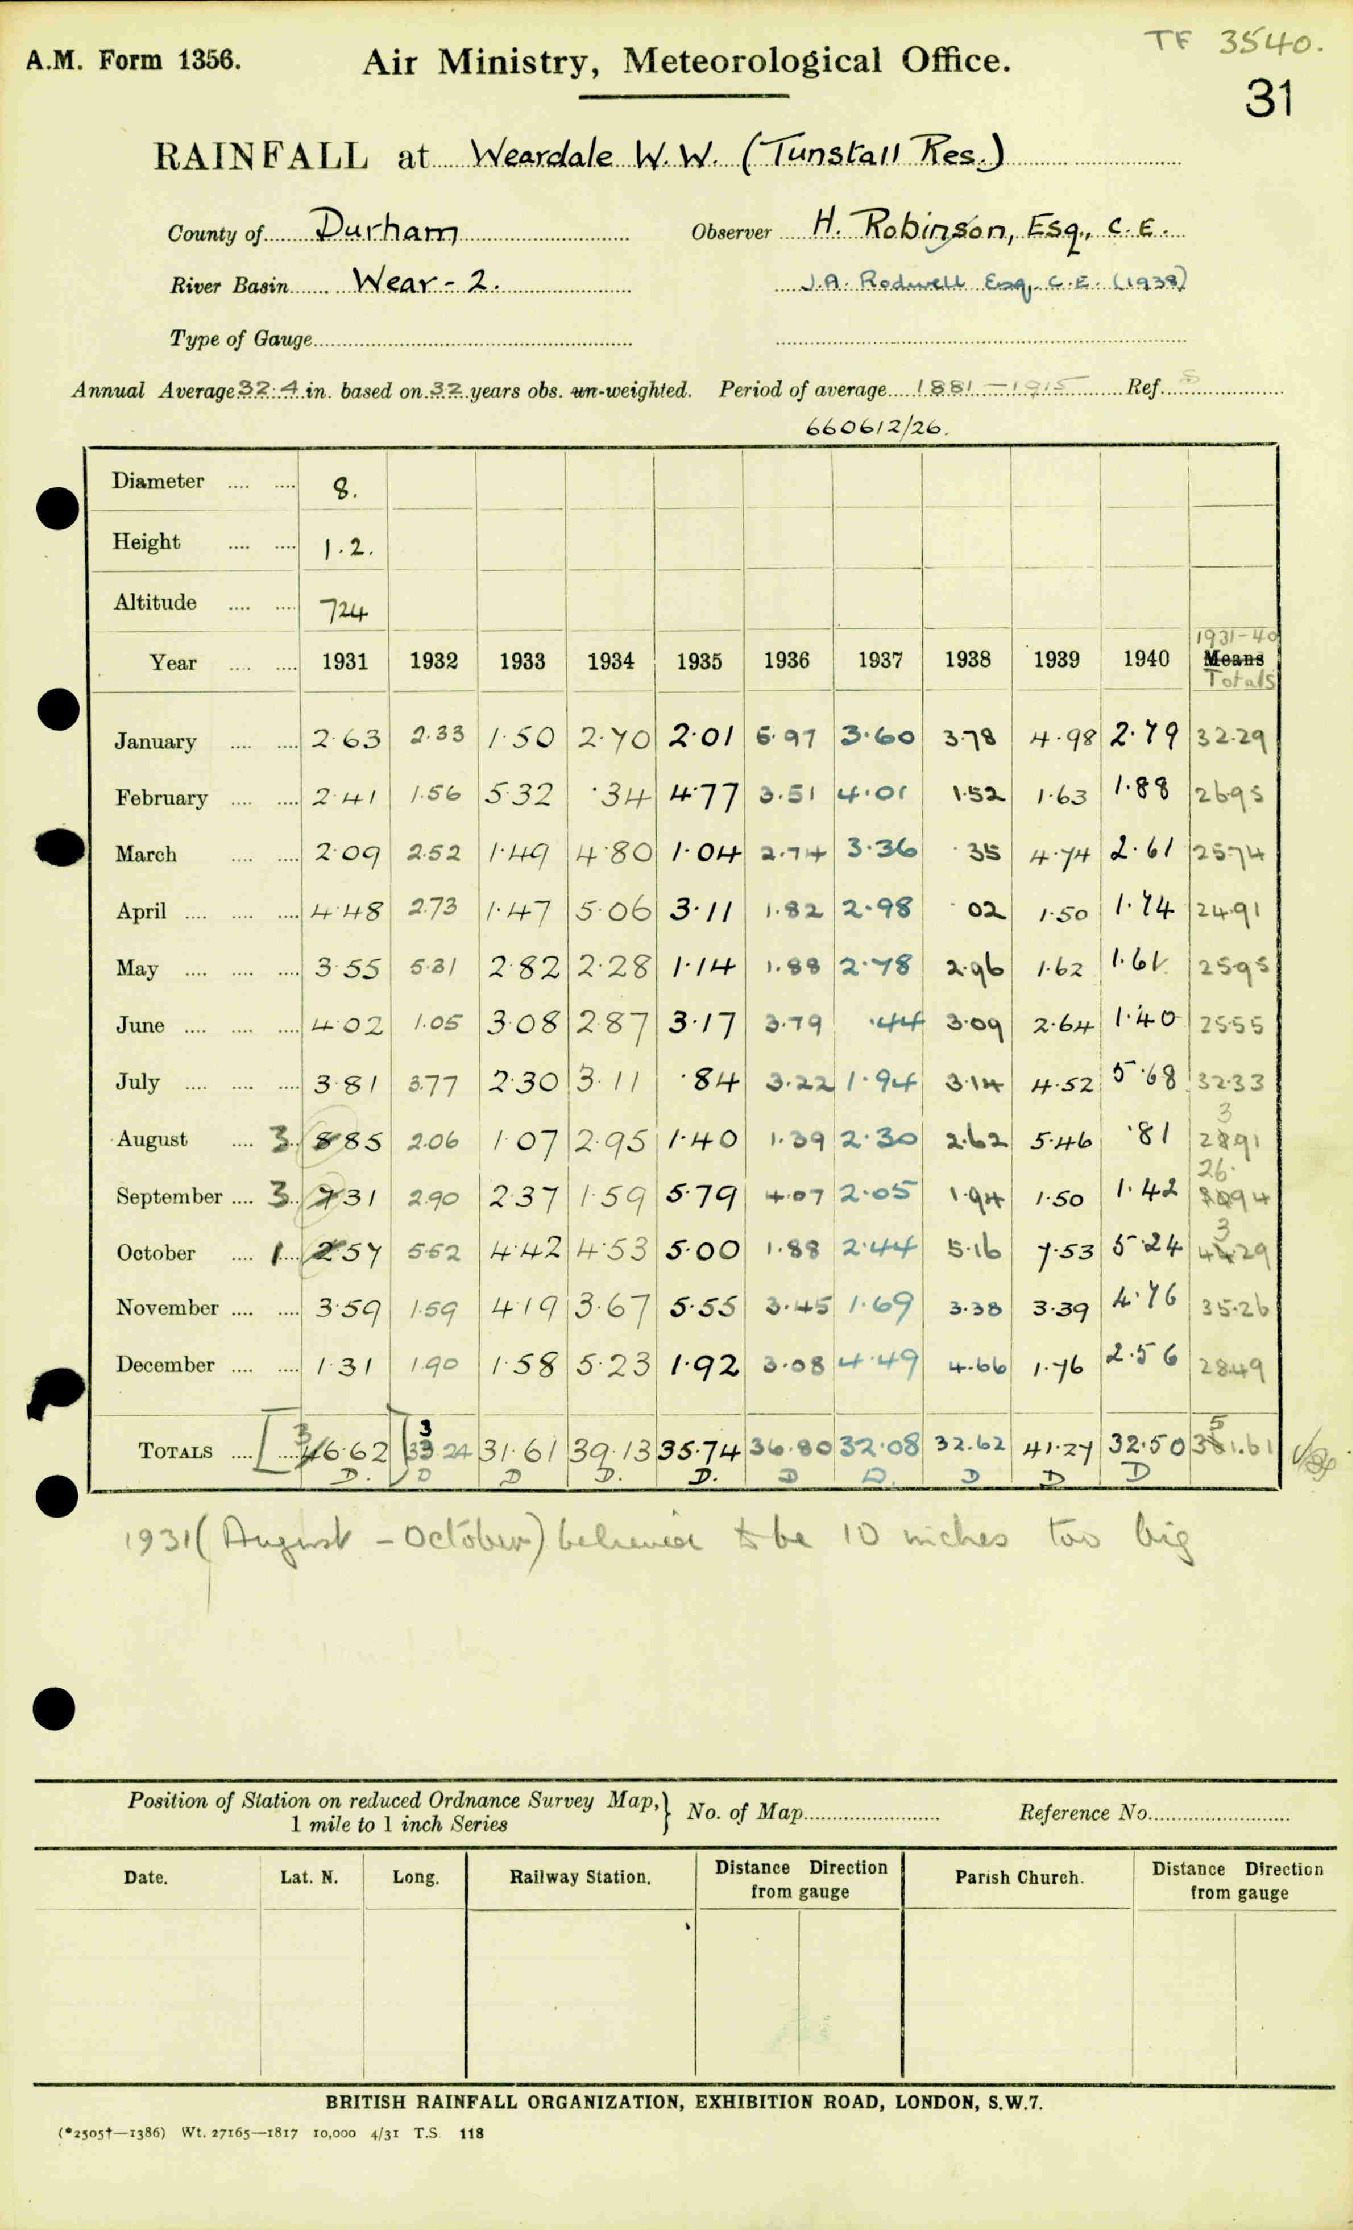 TF 3540.
A.M. Form 1356. Air Ministry, Meteorological Office.
31
RAINFALL at Weardale W.W. (Tunstall Res.)
County of Durham Observer H. Robinson, Esq., C.E.
River Basin Wear - 2. J.A. Rodwell Esq, C.E. (1938)
Type of Gauge
Annual Average 32.4 in. based on 32 years obs. un-weighted. Period of average 1881-1915 Ref. S
660612/26.
Diameter .... .... 8.
Height .... .... 1.2.
Altitude .... .... 724
1931-40
Year .... .... 1931 1932 1933 1934 1935 1936 1937 1938 1939 1940 Means
Totals
January .... .... 2.63 2.33 1.50 2.70 2.01 6.97 3.60 3.78 4.98 2.79 32.29
February .... .... 2.41 1.56 5.32 .34 4.77 3.51 4.01 1.52 1.63 1.88 26.95
March .... .... 2.09 2.52 1.49 4.80 1.04 2.74 3.36 .35 4.74 2.61 25.74
April .... .... .... 4.48 2.73 1.47 5.06 3.11 1.82 2.98 .02 1.50 1.74 24.91
May .... .... .... 3.55 5.31 2.82 2.28 1.14 1.88 2.78 2.96 1.62 1.61 25.95
June .... .... .... 4.02 1.05 3.08 2.87 3.17 3.79 .44 3.09 2.64 1.40 25.55
July .... .... .... 3.81 3.77 2.30 3.11 .84 3.22 1.94 3.14 4.52 5.68 32.33
3
August .... 3 8.85 2.06 1.07 2.95 1.40 1.39 2.30 2.62 5.46 .81 28.91
26.
September .... 3 7.31 2.90 2.37 1.59 5.79 4.07 2.05 1.94 1.50 1.42 30.94
3
October .... 1 2.57 5.52 4.42 4.53 5.00 1.88 2.44 5.16 7.53 5.24 44.29
November .... .... 3.59 1.59 4.19 3.67 5.55 3.45 1.69 3.38 3.39 4.76 35.26
December .... .... 1.31 1.90 1.58 5.23 1.92 3.08 4.49 4.66 1.76 2.56 28.49
3 3 5
TOTALS .... [46.62] 33.24 31.61 39.13 35.74 36.80 32.08 32.62 41.27 32.50 361.61
D. D D D. D. D D. D D D
1931 (August - October) believed to be 10 inches too big
Position of Station on reduced Ordnance Survey Map, } No. of Map Reference No.
1 mile to 1 inch Series
Date. Lat. N. Long. Railway Station. Distance Direction from gauge Parish Church. Distance Direction from gauge
BRITISH RAINFALL ORGANIZATION, EXHIBITION ROAD, LONDON, S.W.7.
(*2505†—1386) Wt. 27165—1817 10,000 4/31 T.S. 118